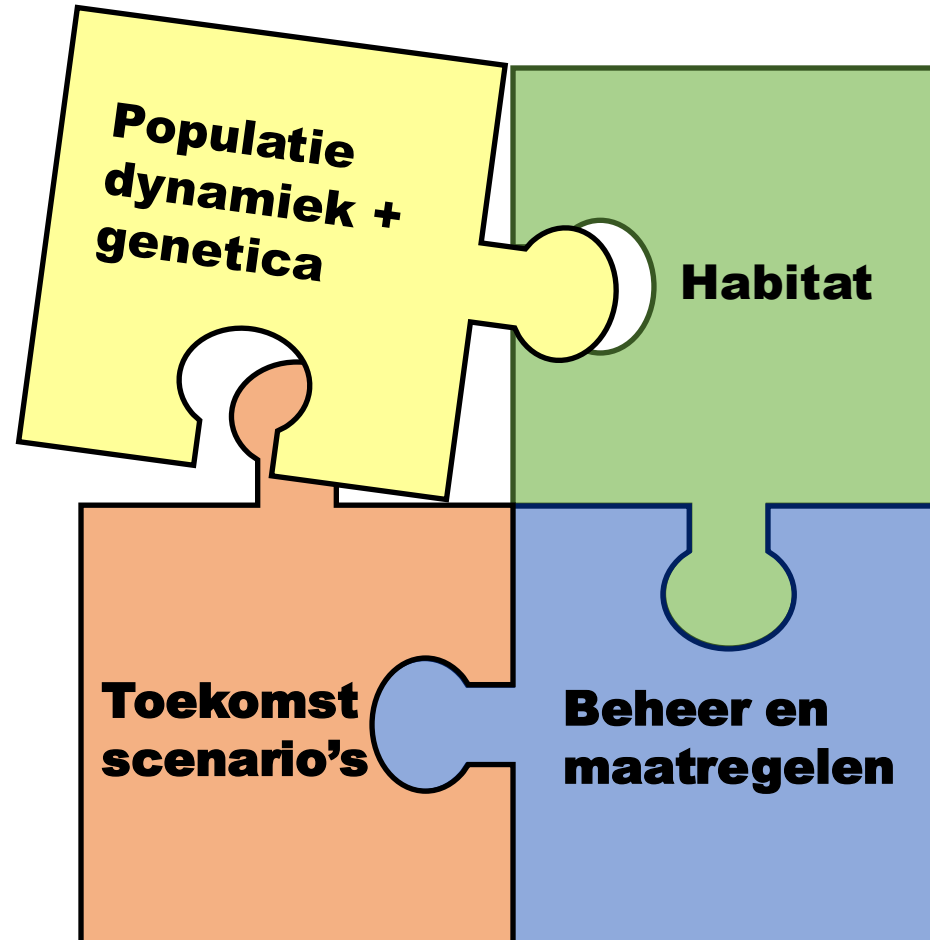 Populatie
dynamiek +
genetica
Habitat
Toekomst
scenario’s
Beheer en
maatregelen